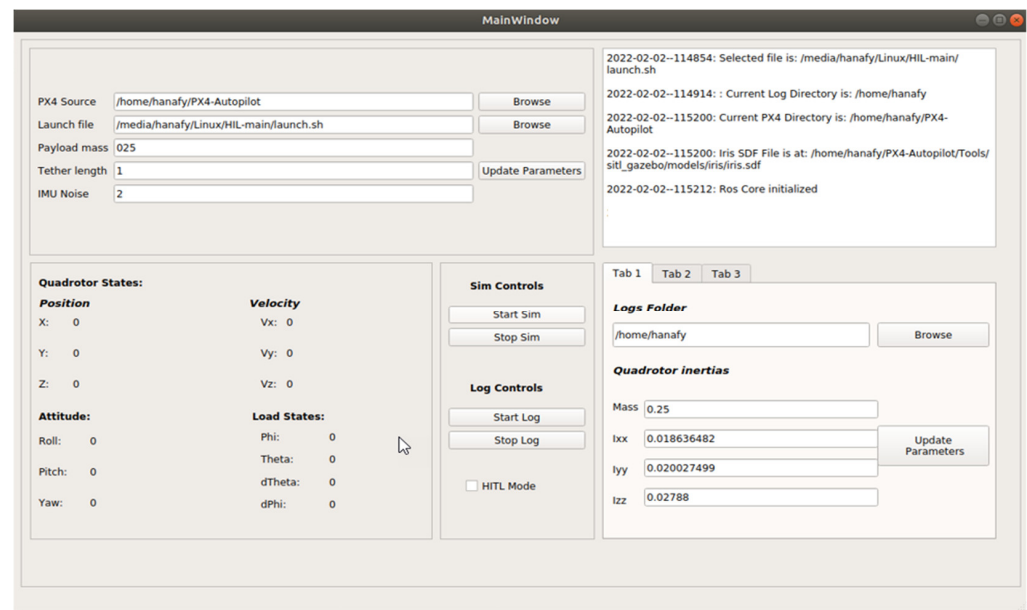 MainWindow
PX4 Source /home/hanafy/PX4-Autopilot Browse
Launch file /media/hanafy/Linux/HIL-main/launch.sh Browse
Payload mass 025
Tether length 1 Update Parameters
IMU Noise 2
2022-02-02--114854: Selected file is: /media/hanafy/Linux/HIL-main/
launch.sh
2022-02-02--114914: : Current Log Directory is: /home/hanafy
2022-02-02--115200: Current PX4 Directory is: /home/hanafy/PX4-
Autopilot
2022-02-02--115200: Iris SDF File is at: /home/hanafy/PX4-Autopilot/Tools/
sitl_gazebo/models/iris/iris.sdf
2022-02-02--115212: Ros Core initialized
Quadrotor States:
Position Velocity
X: 0 Vx: 0
Y: 0 Vy: 0
Z: 0 Vz: 0
Attitude: Load States:
Roll: 0 Phi: 0
Theta: 0
Pitch: 0 dTheta: 0
Yaw: 0 dPhi: 0
Sim Controls
Start Sim
Stop Sim
Log Controls
Start Log
Stop Log
HITL Mode
Tab 1 Tab 2 Tab 3
Logs Folder
/home/hanafy Browse
Quadrotor inertias
Mass 0.25
Ixx 0.018636482
Update
Parameters
Iyy 0.020027499
Izz 0.02788